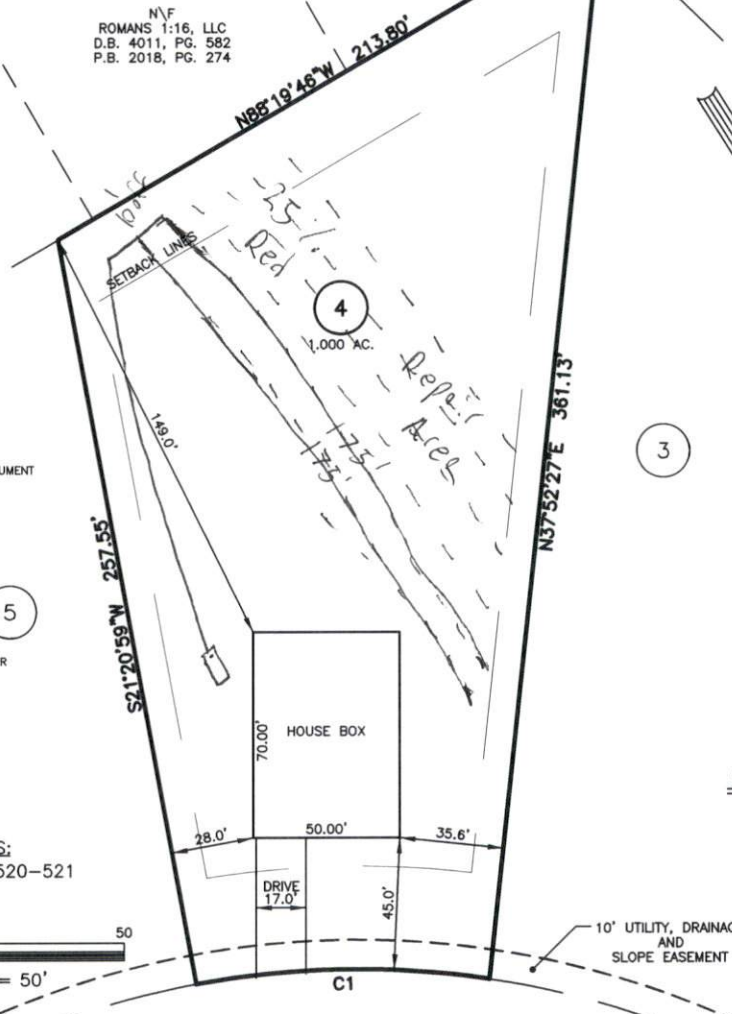 N\F
ROMANS 1:16, LLC
D.B. 4011, PG. 582
P.B. 2018, PG. 274
N88°19'46"W 213.80'
SETBACK LINES
25%
Red
4
1.000 AC.
Repair
Area
149.0'
175'
175'
N37°52'27"E 361.13'
3
UMENT
S21°20'59"W 257.55'
5
R
HOUSE BOX
70.00'
28.0'
50.00'
35.6'
S:
520-521
DRIVE
17.0'
45.0'
50
= 50'
10' UTILITY, DRAINAG
AND
SLOPE EASEMENT
C1